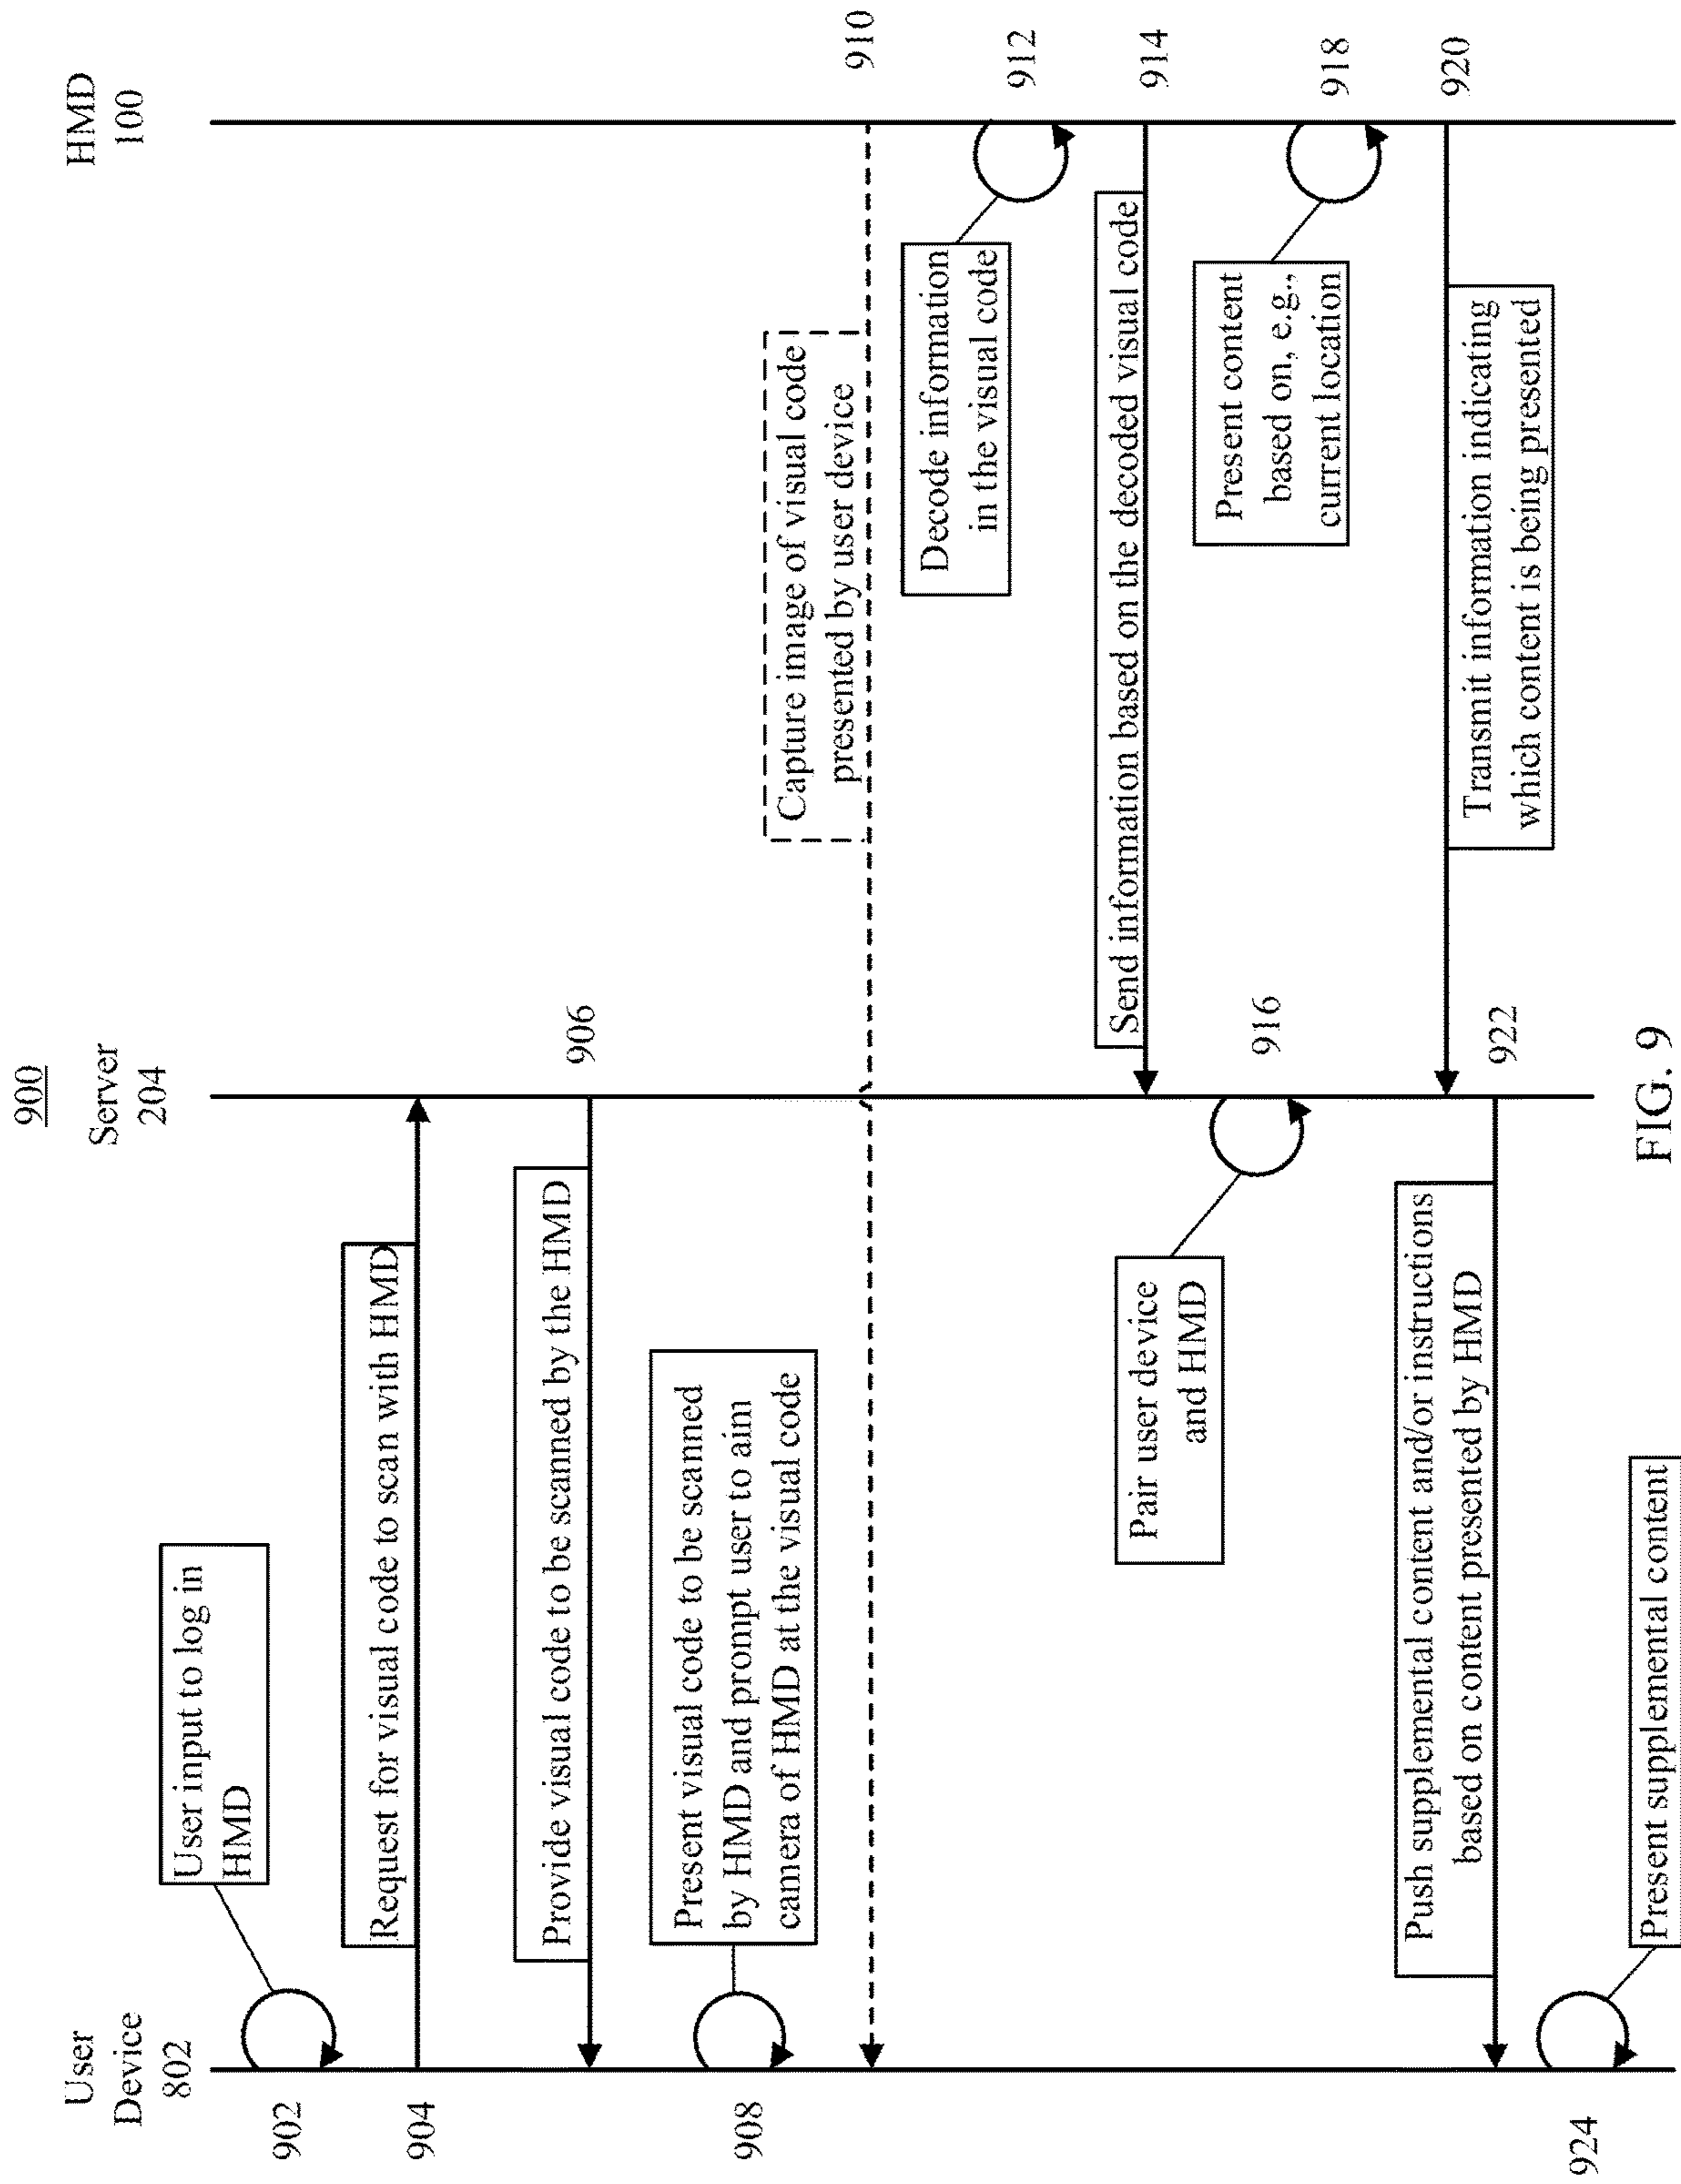 900
User
Device
802
Server
204
HMD
100
902
User input to log in
HMD
904
Request for visual code to scan with HMD
Provide visual code to be scanned by the HMD
906
908
Present visual code to be scanned
by HMD and prompt user to aim
camera of HMD at the visual code
Capture image of visual code
presented by user device
910
Decode information
in the visual code
912
Send information based on the decoded visual code
914
Pair user device
and HMD
916
Present content
based on, e.g.,
current location
918
920
Transmit information indicating
which content is being presented
Push supplemental content and/or instructions
based on content presented by HMD
922
924
Present supplemental content
FIG. 9